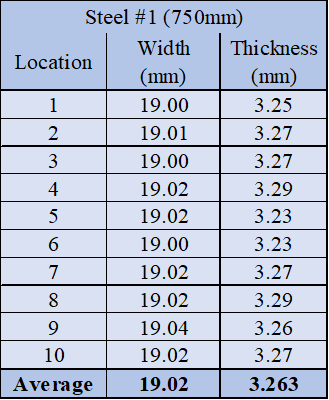 Steel #1 (750mm)
Location Width (mm) Thickness (mm)
1 19.00 3.25
2 19.01 3.27
3 19.00 3.27
4 19.02 3.29
5 19.02 3.23
6 19.00 3.23
7 19.02 3.27
8 19.02 3.29
9 19.04 3.26
10 19.02 3.27
Average 19.02 3.263